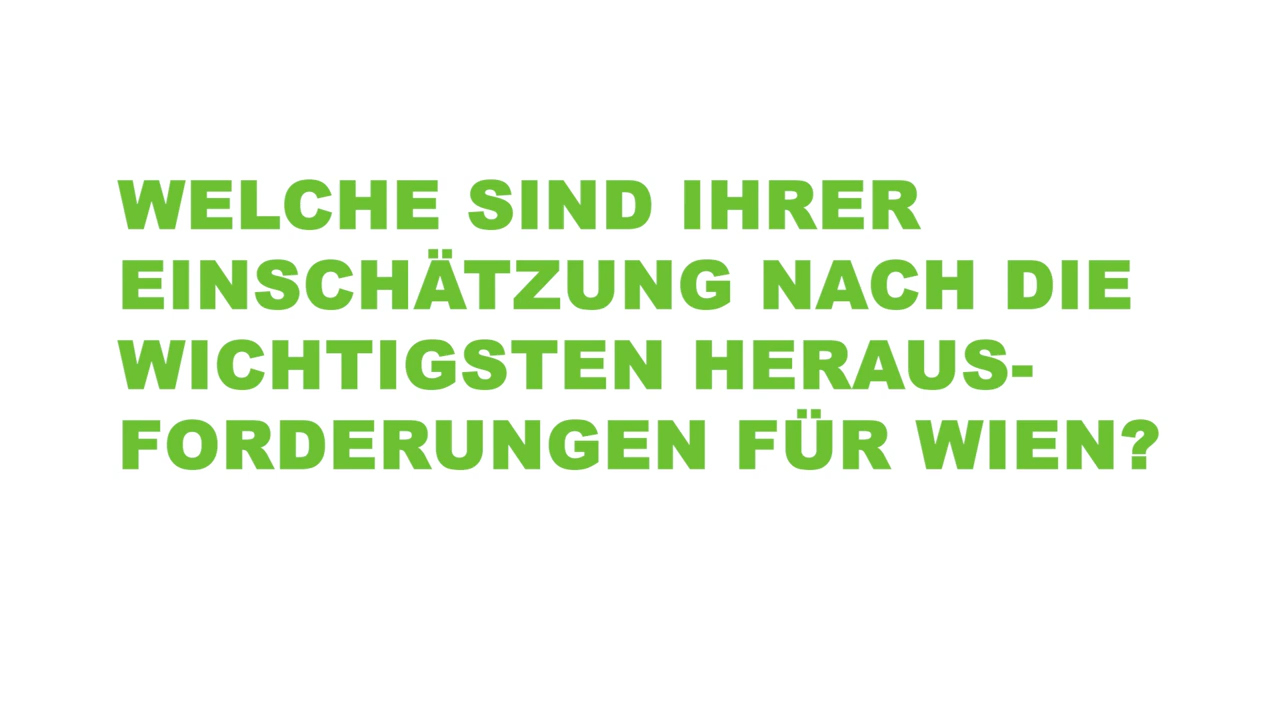 WELCHE SIND IHRER
EINSCHÄTZUNG NACH DIE
WICHTIGSTEN HERAUS-
FORDERUNGEN FÜR WIEN?